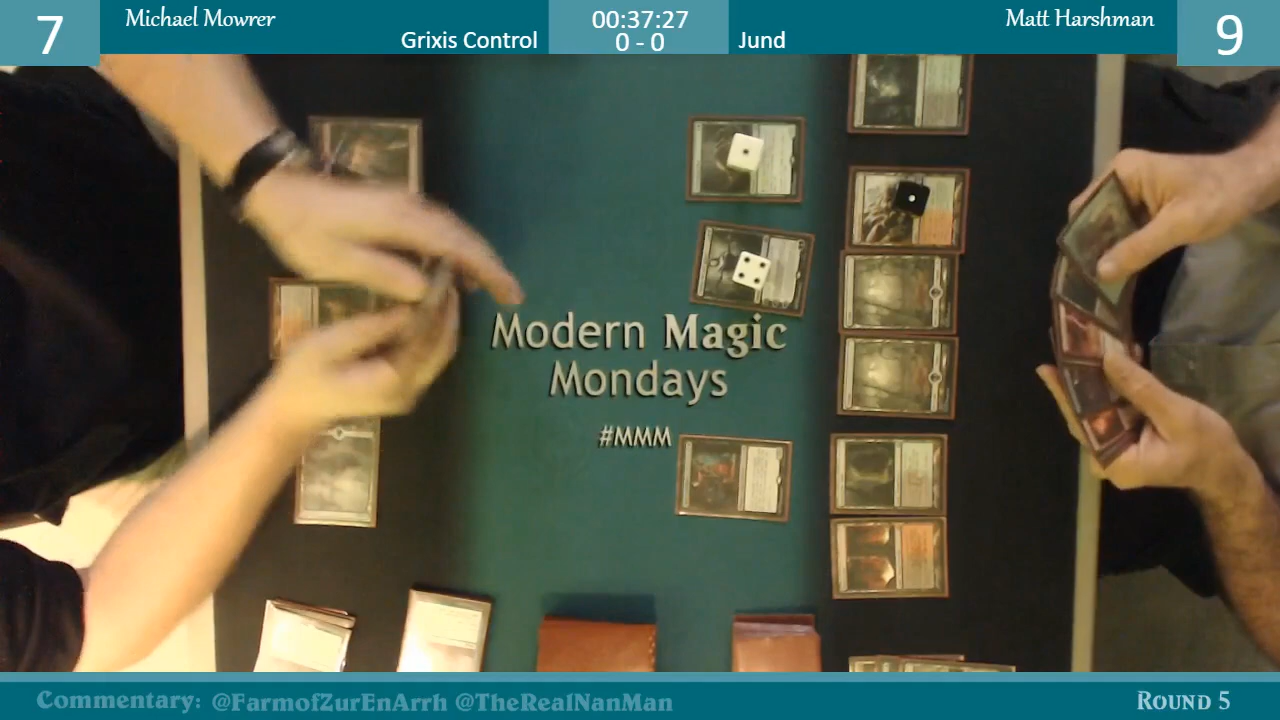 7
Michael Mowrer
Grixis Control
00:37:27
0 - 0
Matt Harshman
Jund
9
Modern Magic
Mondays
#MMM
Commentary: @FarmofZurEnArrh @TheRealNanMan
Round 5